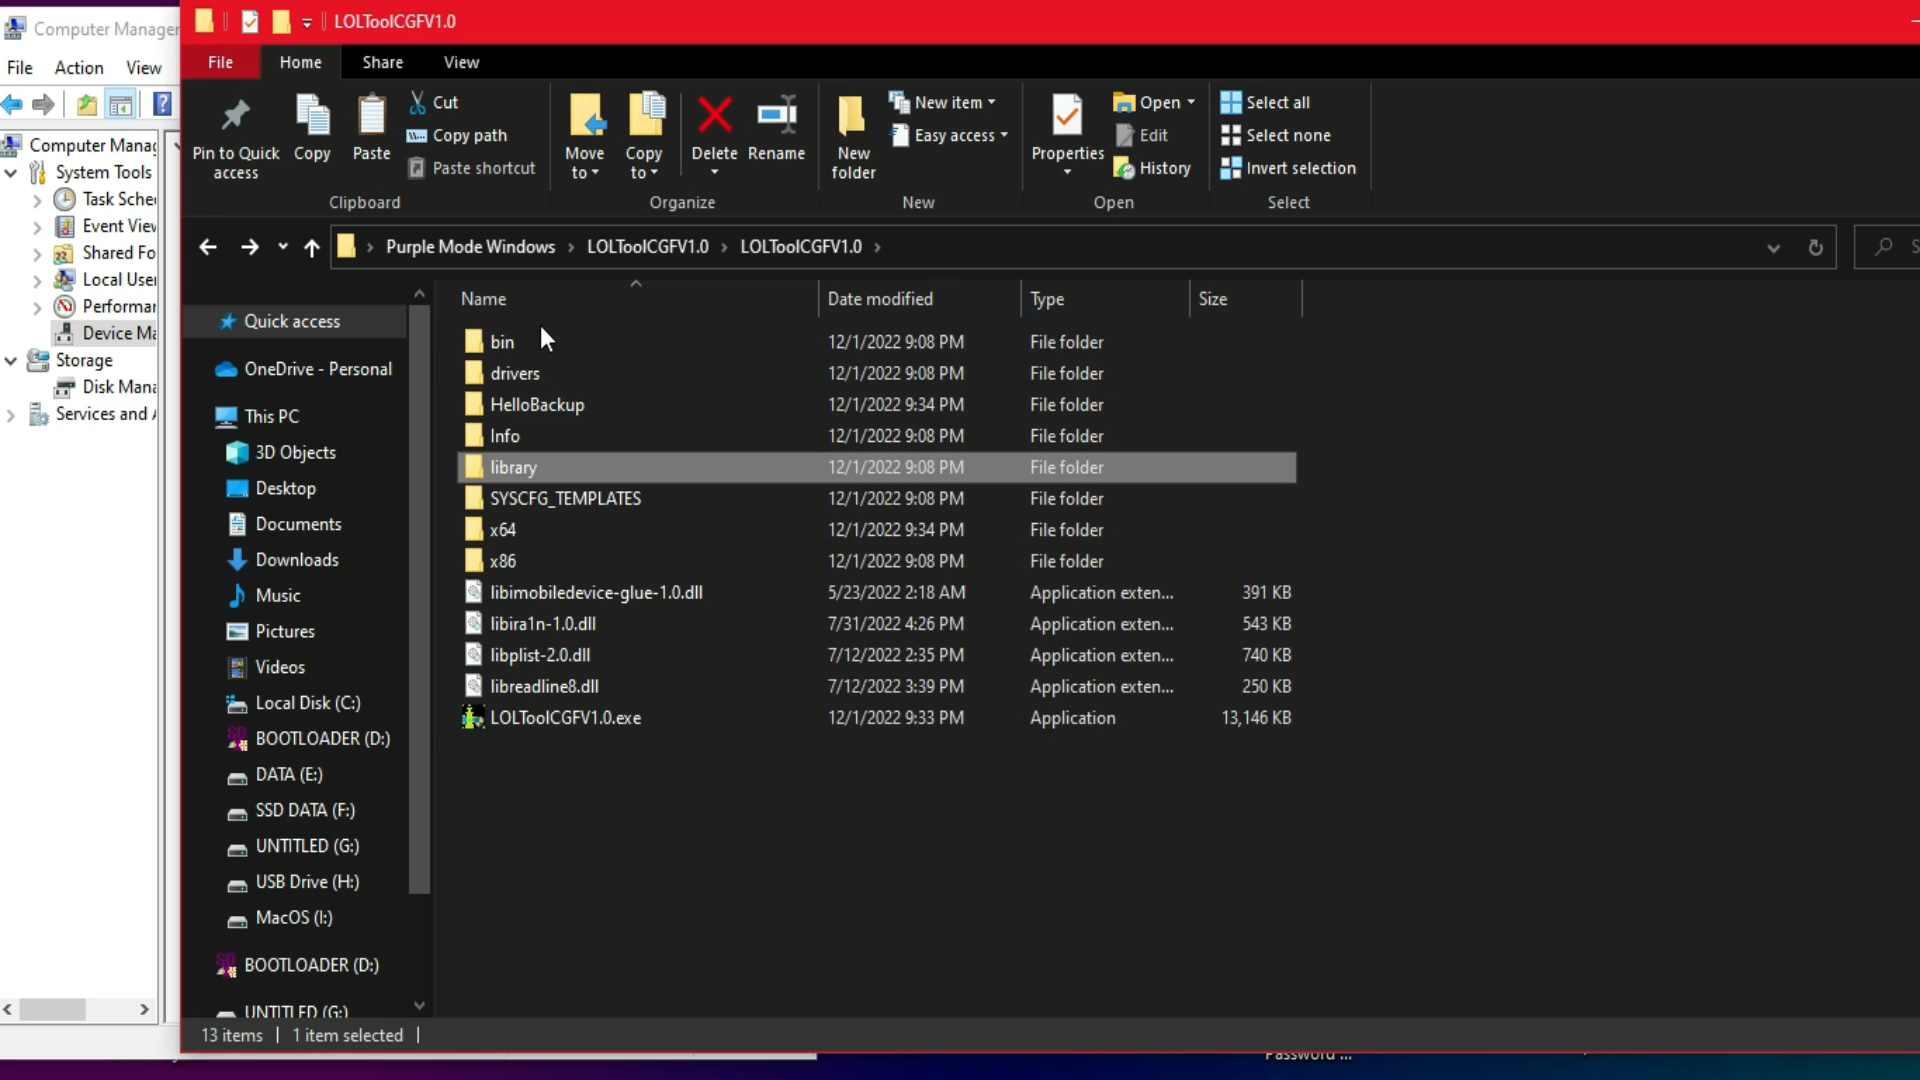 Computer Manager
File Action View
Computer Manag
System Tools
Task Sche
Event View
Shared Fo
Local User
Performan
Device Ma
Storage
Disk Mana
Services and A
LOLToolCGFV1.0
File Home Share View
Pin to Quick access
Copy
Paste
Cut
Copy path
Paste shortcut
Clipboard
Move to
Copy to
Delete
Rename
Organize
New folder
New item
Easy access
New
Properties
Open
Edit
History
Open
Select all
Select none
Invert selection
Select
Purple Mode Windows > LOLToolCGFV1.0 > LOLToolCGFV1.0 >
Quick access
OneDrive - Personal
This PC
3D Objects
Desktop
Documents
Downloads
Music
Pictures
Videos
Local Disk (C:)
BOOTLOADER (D:)
DATA (E:)
SSD DATA (F:)
UNTITLED (G:)
USB Drive (H:)
MacOS (I:)
BOOTLOADER (D:)
UNTITLED (G:)
Name Date modified Type Size
bin 12/1/2022 9:08 PM File folder
drivers 12/1/2022 9:08 PM File folder
HelloBackup 12/1/2022 9:34 PM File folder
Info 12/1/2022 9:08 PM File folder
library 12/1/2022 9:08 PM File folder
SYSCFG_TEMPLATES 12/1/2022 9:08 PM File folder
x64 12/1/2022 9:34 PM File folder
x86 12/1/2022 9:08 PM File folder
libimobiledevice-glue-1.0.dll 5/23/2022 2:18 AM Application exten... 391 KB
libira1n-1.0.dll 7/31/2022 4:26 PM Application exten... 543 KB
libplist-2.0.dll 7/12/2022 2:35 PM Application exten... 740 KB
libreadline8.dll 7/12/2022 3:39 PM Application exten... 250 KB
LOLToolCGFV1.0.exe 12/1/2022 9:33 PM Application 13,146 KB
13 items 1 item selected
Password ...